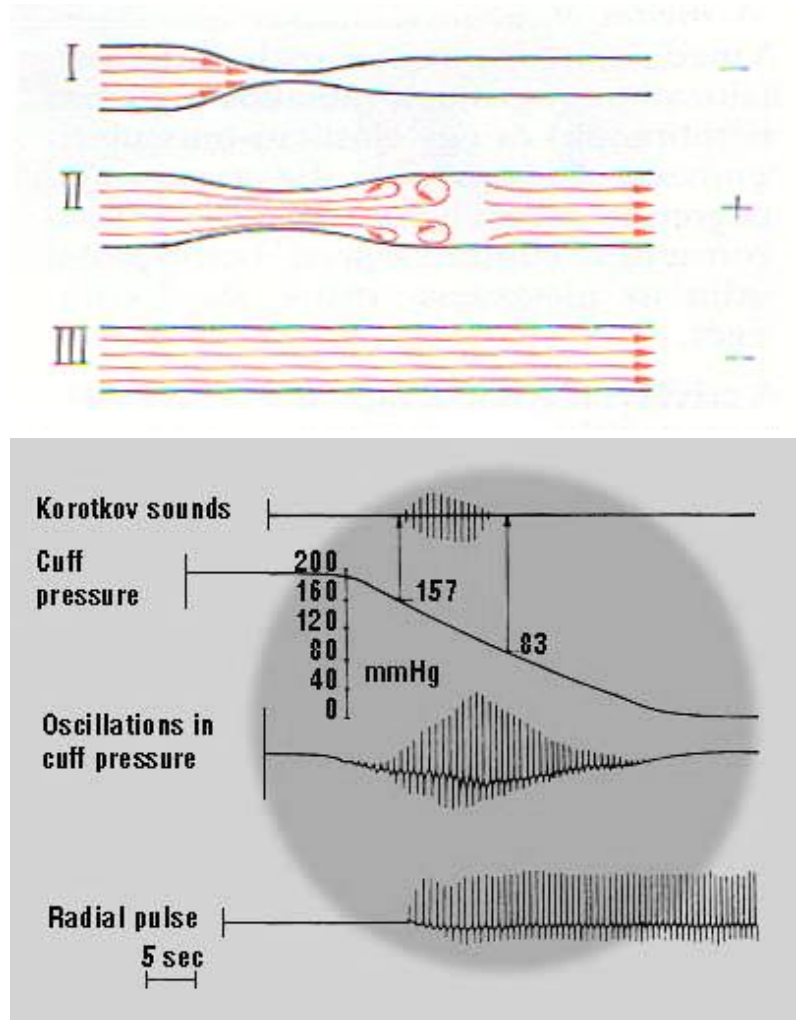 I
–
II
+
III
–
Korotkov sounds
Cuff
pressure
200
160
120
80
40
0
157
83
mmHg
Oscillations in
cuff pressure
Radial pulse
5 sec